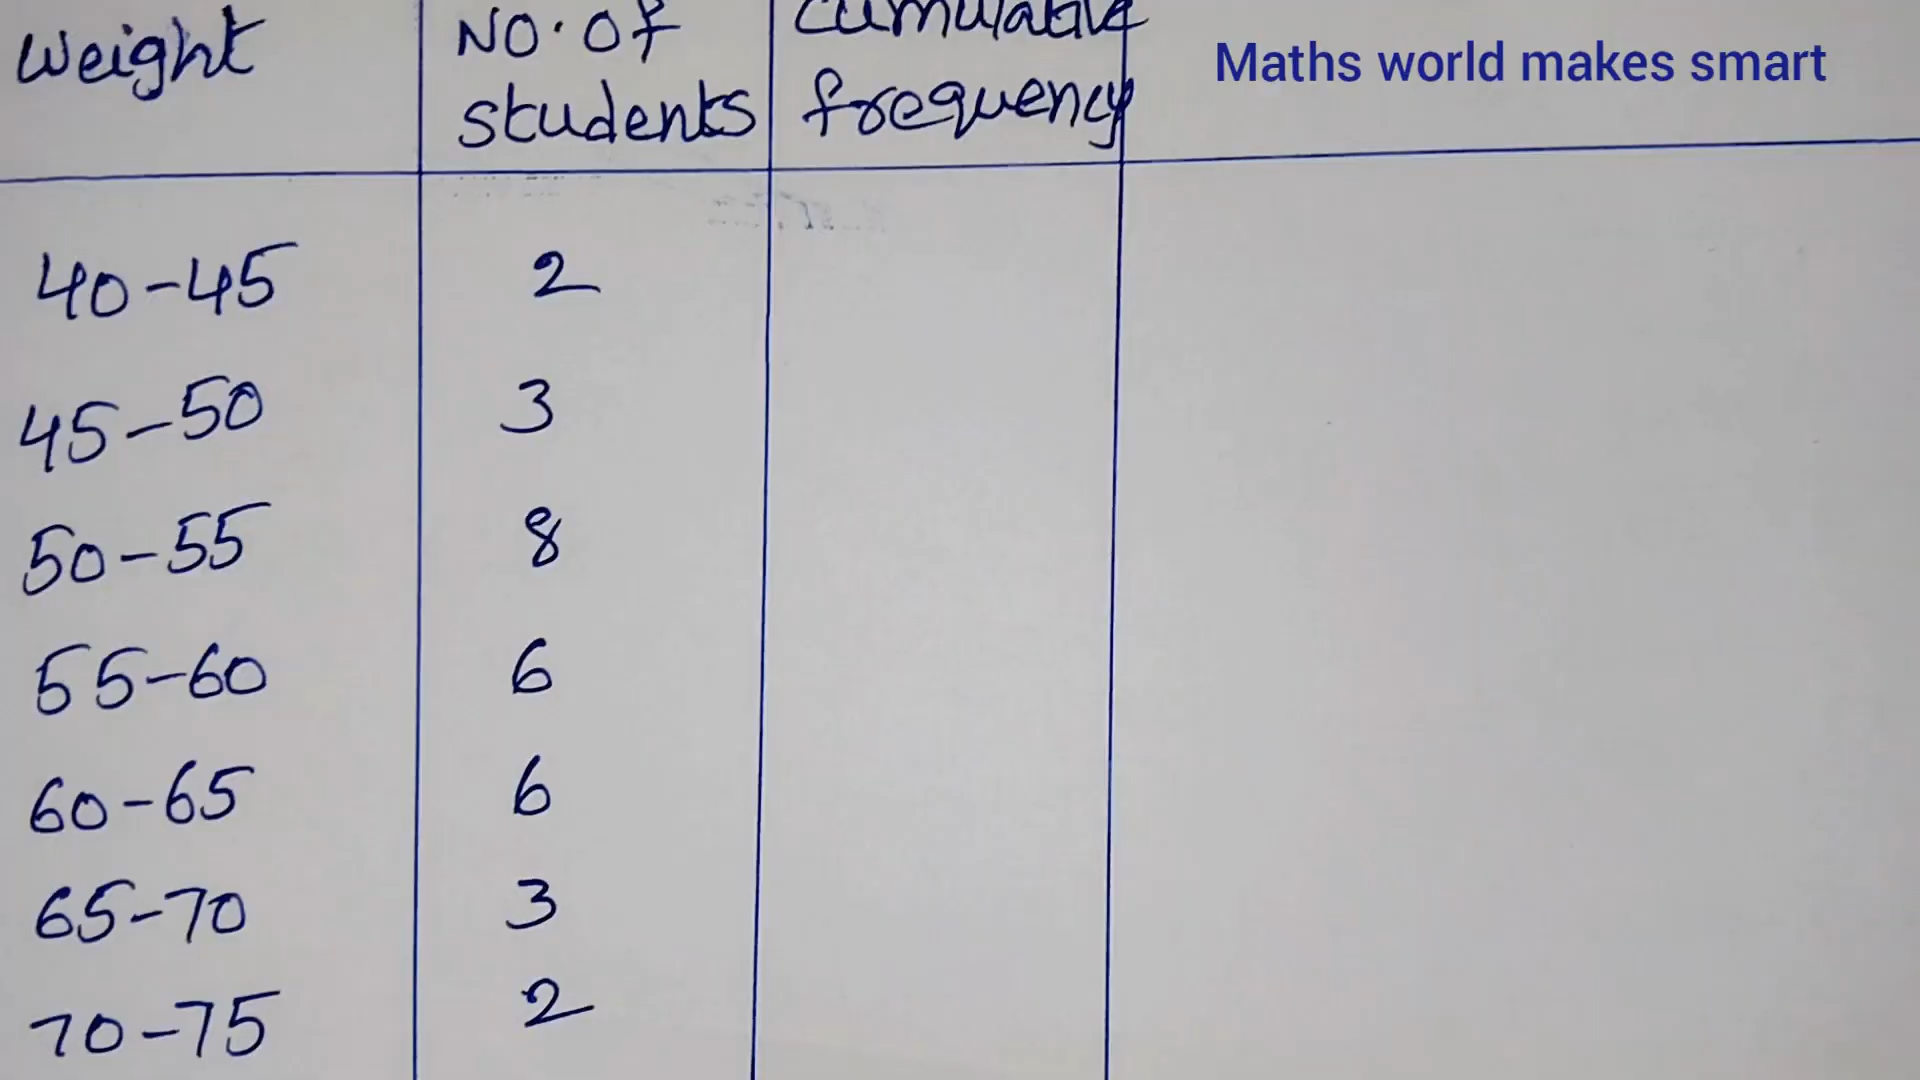 Weight
No. of
students
cumulative
frequency
Maths world makes smart
40-45 2
45-50 3
50-55 8
55-60 6
60-65 6
65-70 3
70-75 2